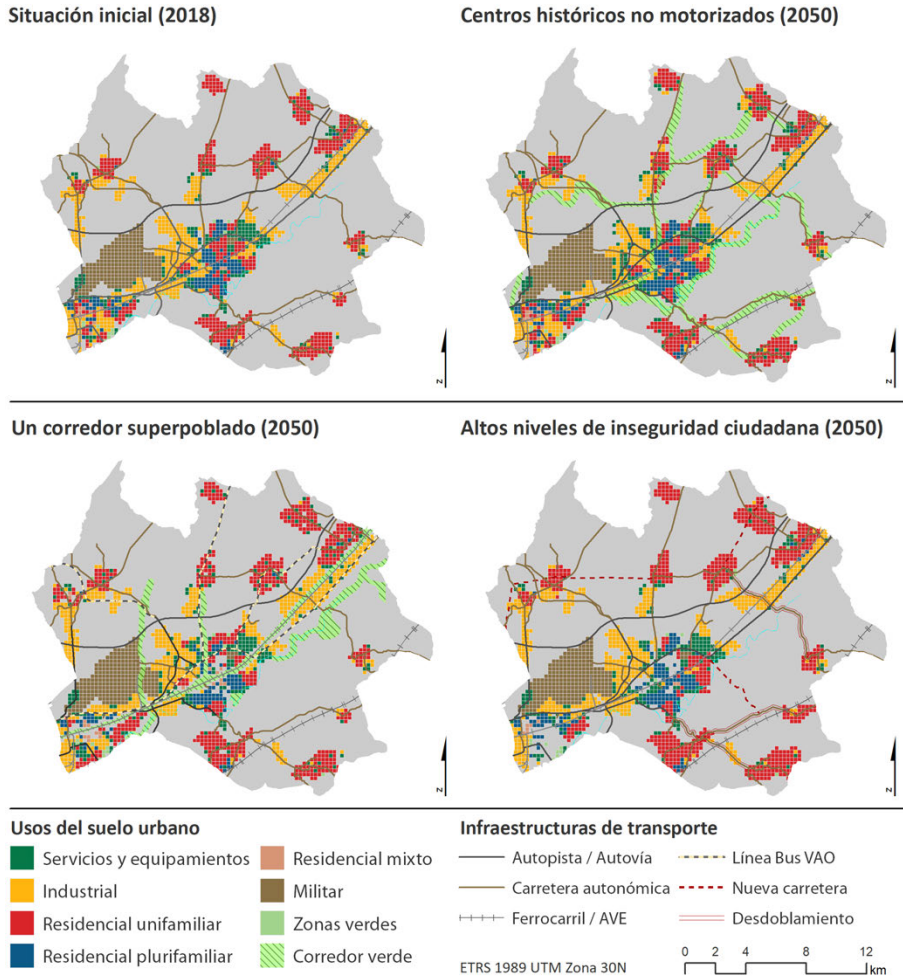 Situación inicial (2018)
Centros históricos no motorizados (2050)
z
z
Un corredor superpoblado (2050)
Altos niveles de inseguridad ciudadana (2050)
z
z
Usos del suelo urbano
Servicios y equipamientos
Industrial
Residencial unifamiliar
Residencial plurifamiliar
Residencial mixto
Militar
Zonas verdes
Corredor verde
Infraestructuras de transporte
Autopista / Autovía
Carretera autonómica
Ferrocarril / AVE
Línea Bus VAO
Nueva carretera
Desdoblamiento
ETRS 1989 UTM Zona 30N
0 2 4 8 12
km